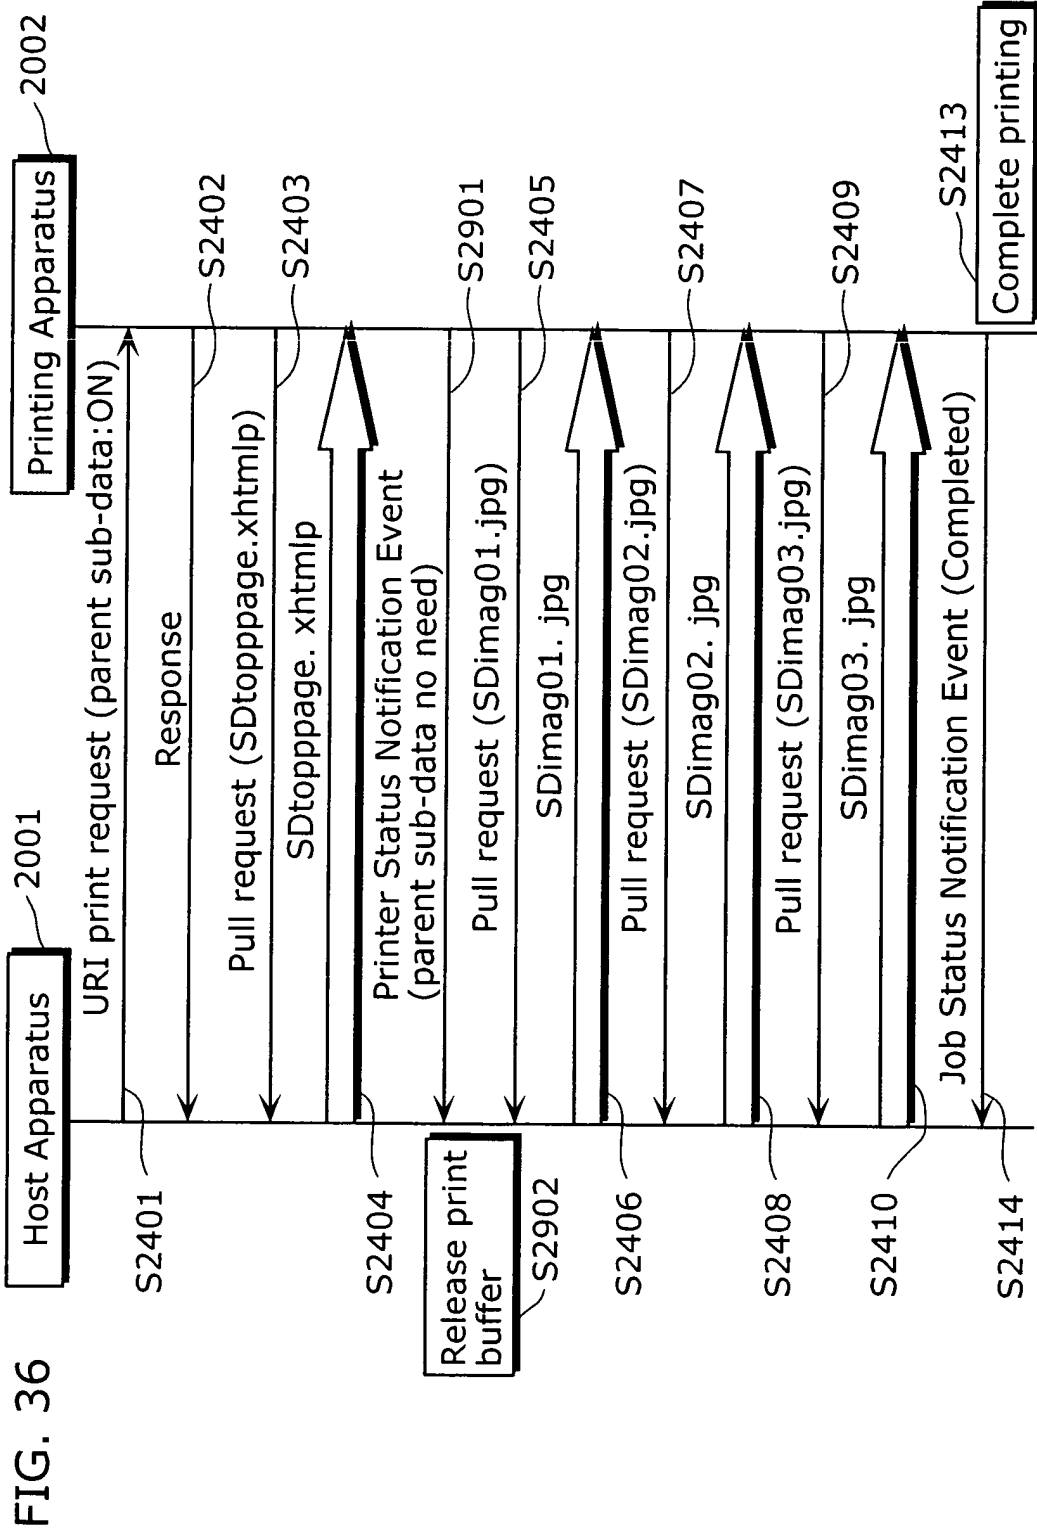 FIG. 36
Host Apparatus
2001
Printing Apparatus
2002
URI print request (parent sub-data:ON)
S2401
Response
S2402
Pull request (SDtopppage.xhtmlp)
S2403
SDtopppage. xhtmlp
S2404
Printer Status Notification Event
(parent sub-data no need)
S2901
Release print
buffer
S2902
Pull request (SDimag01.jpg)
S2405
SDimag01. jpg
S2406
Pull request (SDimag02.jpg)
S2407
SDimag02. jpg
S2408
Pull request (SDimag03.jpg)
S2409
SDimag03. jpg
S2410
Job Status Notification Event (Completed)
S2414
S2413
Complete printing